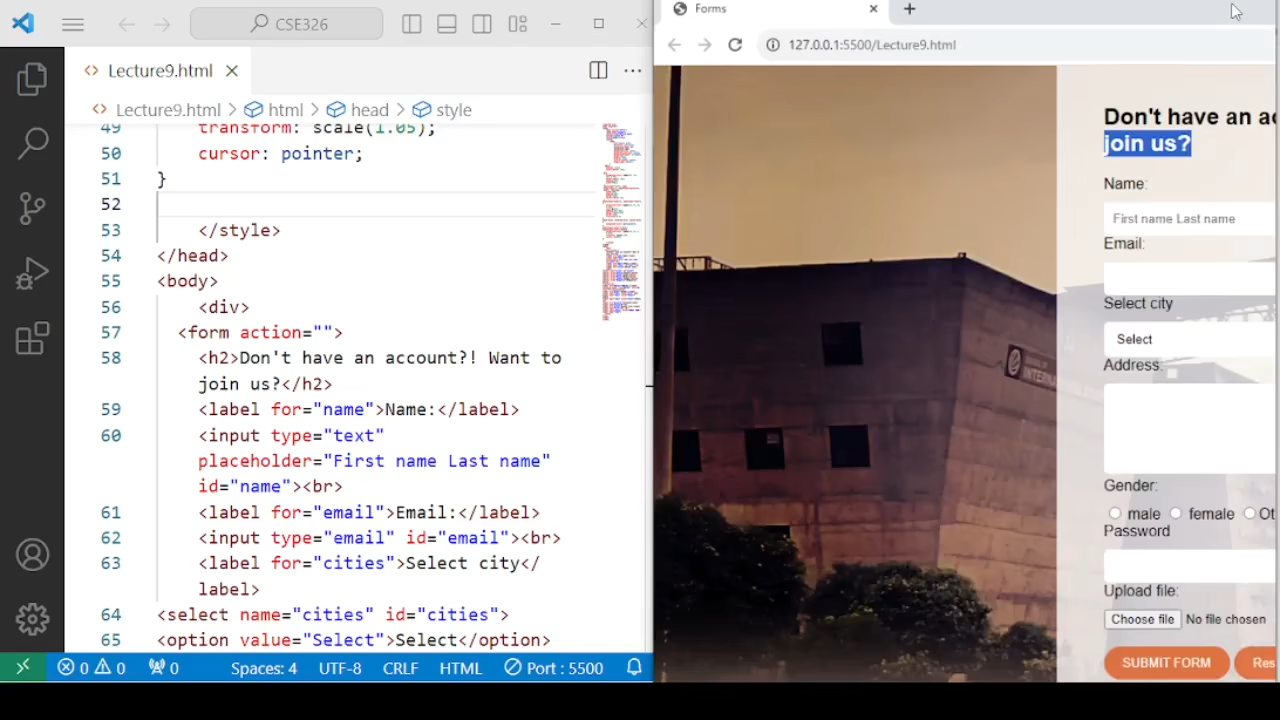 CSE326
Lecture9.html
Lecture9.html > html > head > style
49 transform: scale(1.05);
50 cursor: pointer;
51 }
52
53 </style>
54 </head>
55 <body>
56 <div>
57 <form action="">
58 <h2>Don't have an account?! Want to
join us?</h2>
59 <label for="name">Name:</label>
60 <input type="text"
placeholder="First name Last name"
id="name"><br>
61 <label for="email">Email:</label>
62 <input type="email" id="email"><br>
63 <label for="cities">Select city</
label>
64 <select name="cities" id="cities">
65 <option value="Select">Select</option>
0 0 0 Spaces: 4 UTF-8 CRLF HTML Port : 5500
Forms
127.0.0.1:5500/Lecture9.html
Don't have an ac
join us?
Name:
First name Last name
Email:
Select city
Select
Address:
Gender:
male female Ot
Password
Upload file:
Choose file No file chosen
SUBMIT FORM Res